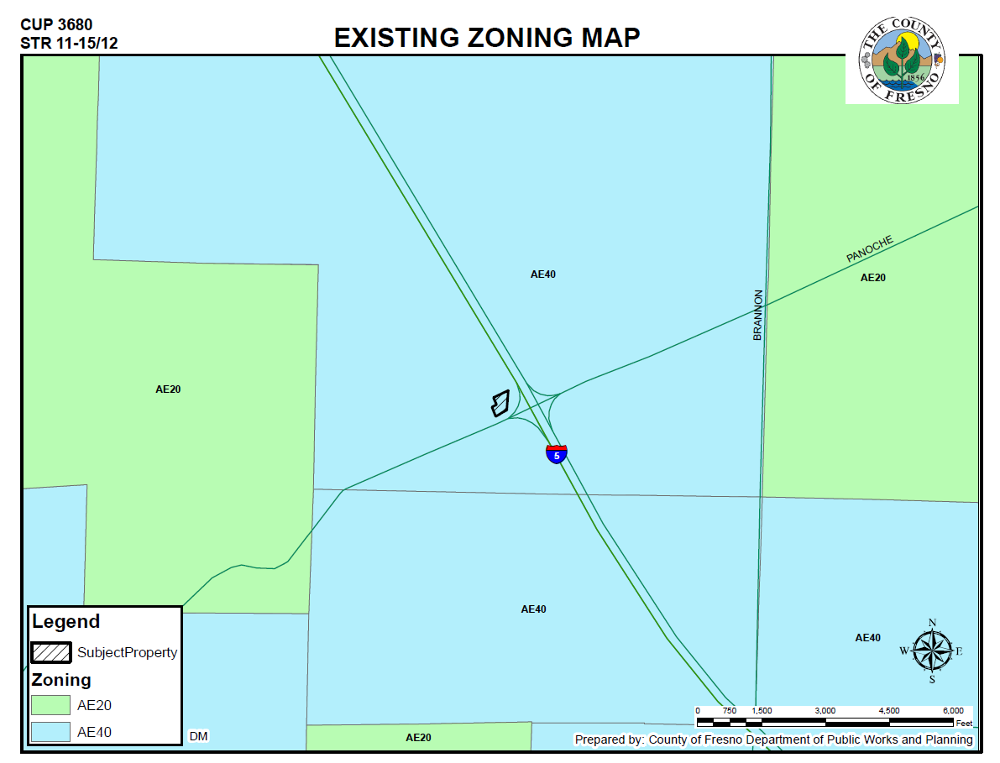 CUP 3680
STR 11-15/12
EXISTING ZONING MAP
THE COUNTY
1856
OF FRESNO
PANOCHE
AE40
AE20
BRANNON
AE20
5
AE40
AE40
N
W E
S
Legend
SubjectProperty
Zoning
AE20
AE40
DM
AE20
0 750 1,500 3,000 4,500 6,000
Feet
Prepared by: County of Fresno Department of Public Works and Planning